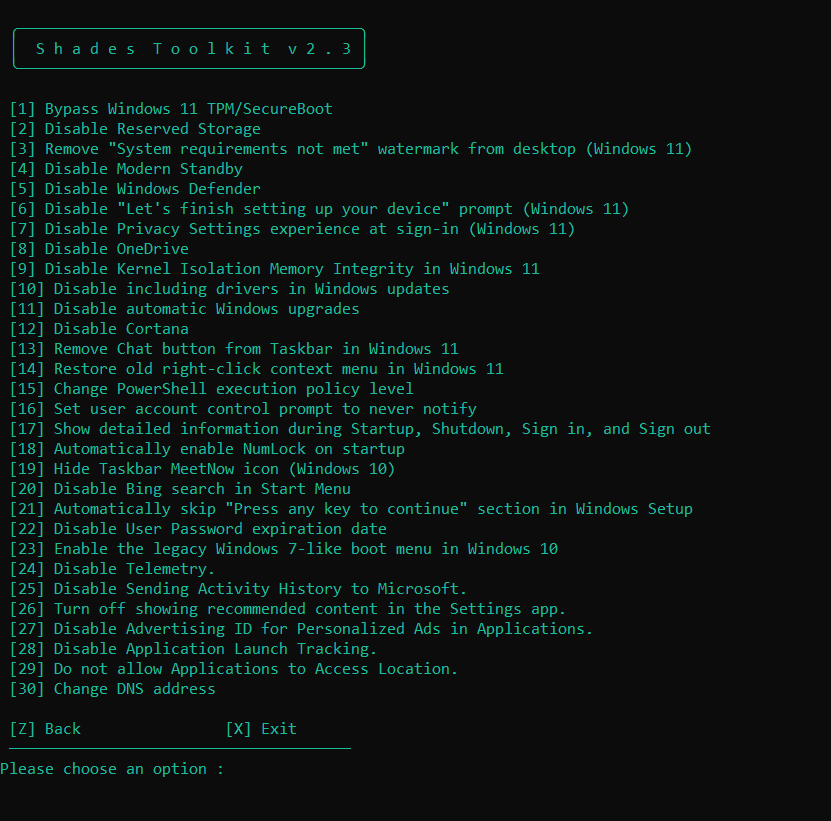 Shades Toolkit v2.3
[1] Bypass Windows 11 TPM/SecureBoot
[2] Disable Reserved Storage
[3] Remove "System requirements not met" watermark from desktop (Windows 11)
[4] Disable Modern Standby
[5] Disable Windows Defender
[6] Disable "Let's finish setting up your device" prompt (Windows 11)
[7] Disable Privacy Settings experience at sign-in (Windows 11)
[8] Disable OneDrive
[9] Disable Kernel Isolation Memory Integrity in Windows 11
[10] Disable including drivers in Windows updates
[11] Disable automatic Windows upgrades
[12] Disable Cortana
[13] Remove Chat button from Taskbar in Windows 11
[14] Restore old right-click context menu in Windows 11
[15] Change PowerShell execution policy level
[16] Set user account control prompt to never notify
[17] Show detailed information during Startup, Shutdown, Sign in, and Sign out
[18] Automatically enable NumLock on startup
[19] Hide Taskbar MeetNow icon (Windows 10)
[20] Disable Bing search in Start Menu
[21] Automatically skip "Press any key to continue" section in Windows Setup
[22] Disable User Password expiration date
[23] Enable the legacy Windows 7-like boot menu in Windows 10
[24] Disable Telemetry.
[25] Disable Sending Activity History to Microsoft.
[26] Turn off showing recommended content in the Settings app.
[27] Disable Advertising ID for Personalized Ads in Applications.
[28] Disable Application Launch Tracking.
[29] Do not allow Applications to Access Location.
[30] Change DNS address
[Z] Back [X] Exit
Please choose an option :